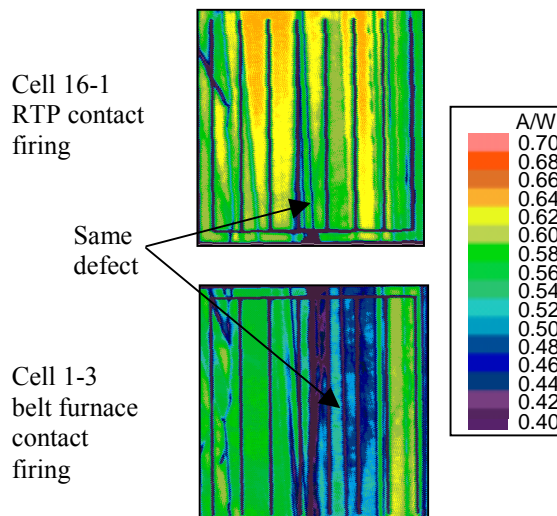 Cell 16-1
RTP contact
firing
Same
defect
Cell 1-3
belt furnace
contact
firing
A/W
0.70
0.68
0.66
0.64
0.62
0.60
0.58
0.56
0.54
0.52
0.50
0.48
0.46
0.44
0.42
0.40